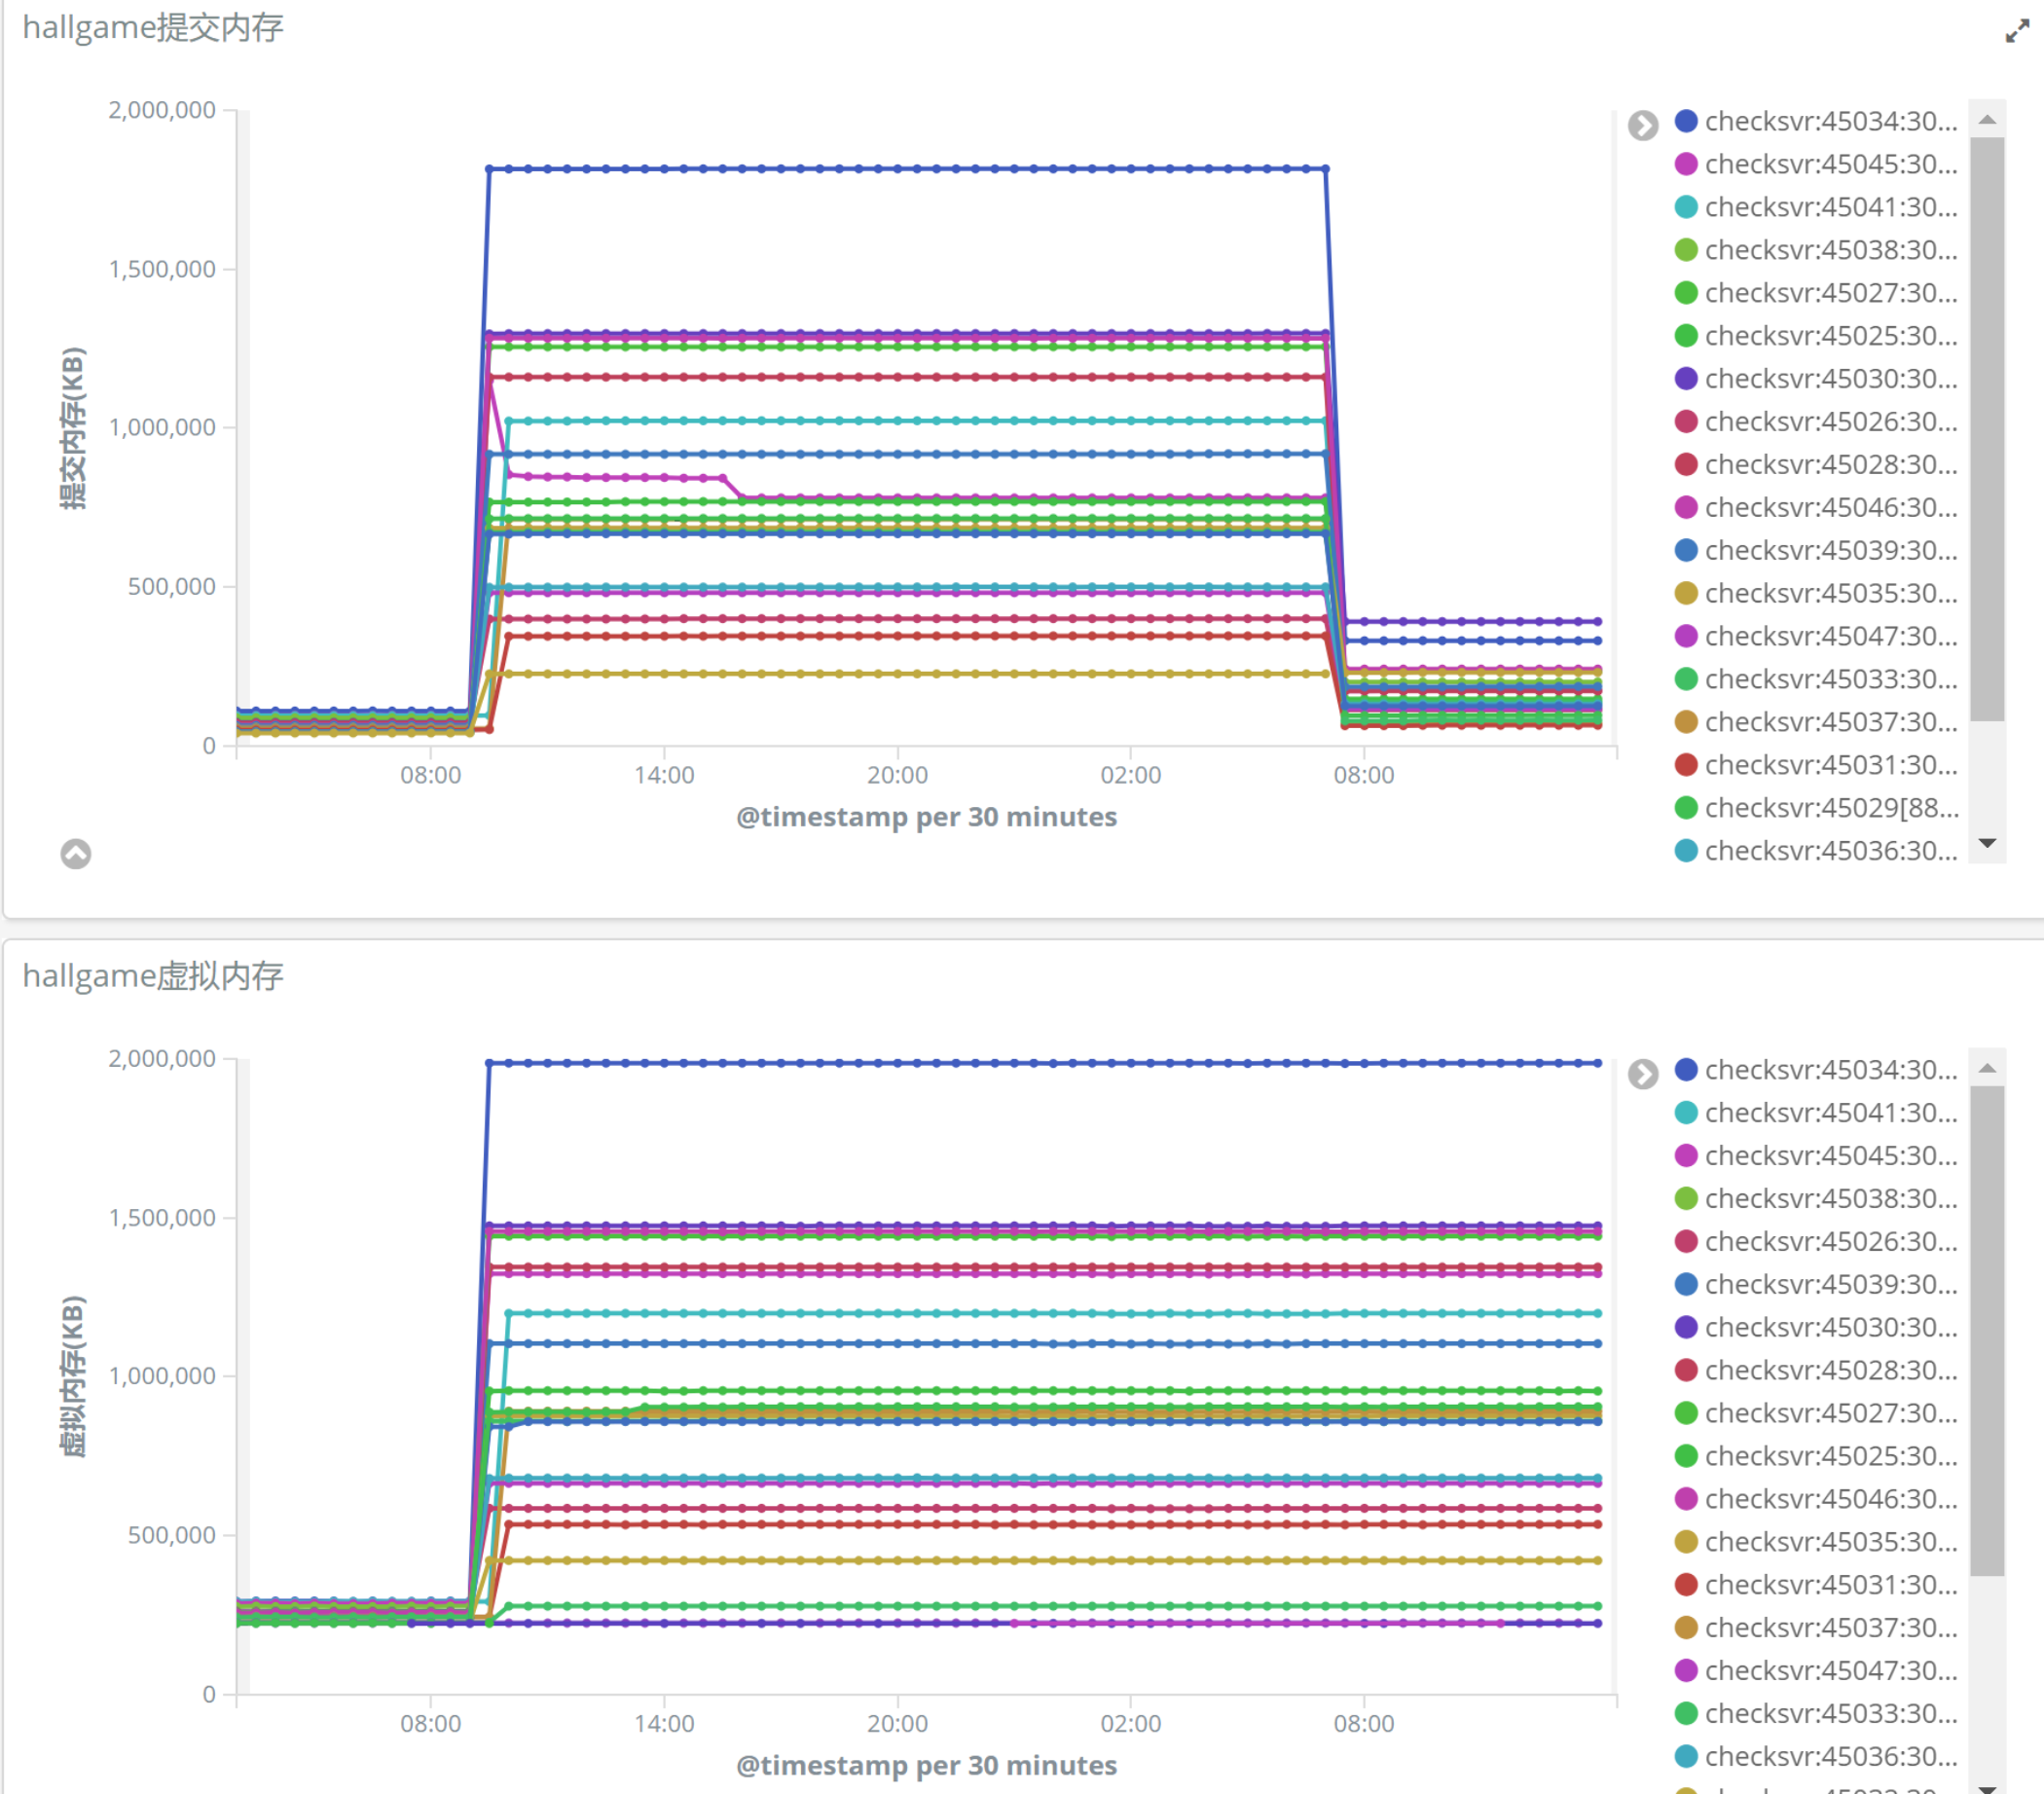 hallgame提交内存
2,000,000
1,500,000
1,000,000
500,000
0
提交内存(KB)
08:00 14:00 20:00 02:00 08:00
@timestamp per 30 minutes
checksvr:45034:30...
checksvr:45045:30...
checksvr:45041:30...
checksvr:45038:30...
checksvr:45027:30...
checksvr:45025:30...
checksvr:45030:30...
checksvr:45026:30...
checksvr:45028:30...
checksvr:45046:30...
checksvr:45039:30...
checksvr:45035:30...
checksvr:45047:30...
checksvr:45033:30...
checksvr:45037:30...
checksvr:45031:30...
checksvr:45029[88...
checksvr:45036:30...
hallgame虚拟内存
2,000,000
1,500,000
1,000,000
500,000
0
虚拟内存(KB)
08:00 14:00 20:00 02:00 08:00
@timestamp per 30 minutes
checksvr:45034:30...
checksvr:45041:30...
checksvr:45045:30...
checksvr:45038:30...
checksvr:45026:30...
checksvr:45039:30...
checksvr:45030:30...
checksvr:45028:30...
checksvr:45027:30...
checksvr:45025:30...
checksvr:45046:30...
checksvr:45035:30...
checksvr:45031:30...
checksvr:45037:30...
checksvr:45047:30...
checksvr:45033:30...
checksvr:45036:30...